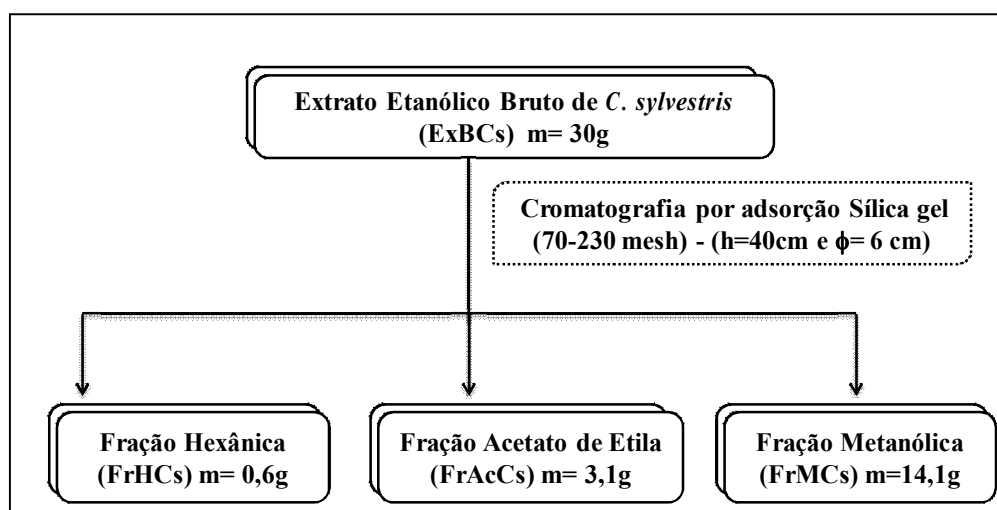 Extrato Etanólico Bruto de C. sylvestris
(ExBCs) m= 30g
Cromatografia por adsorção Sílica gel
(70-230 mesh) - (h=40cm e ϕ= 6 cm)
Fração Hexânica
(FrHCs) m= 0,6g
Fração Acetato de Etila
(FrAcCs) m= 3,1g
Fração Metanólica
(FrMCs) m=14,1g